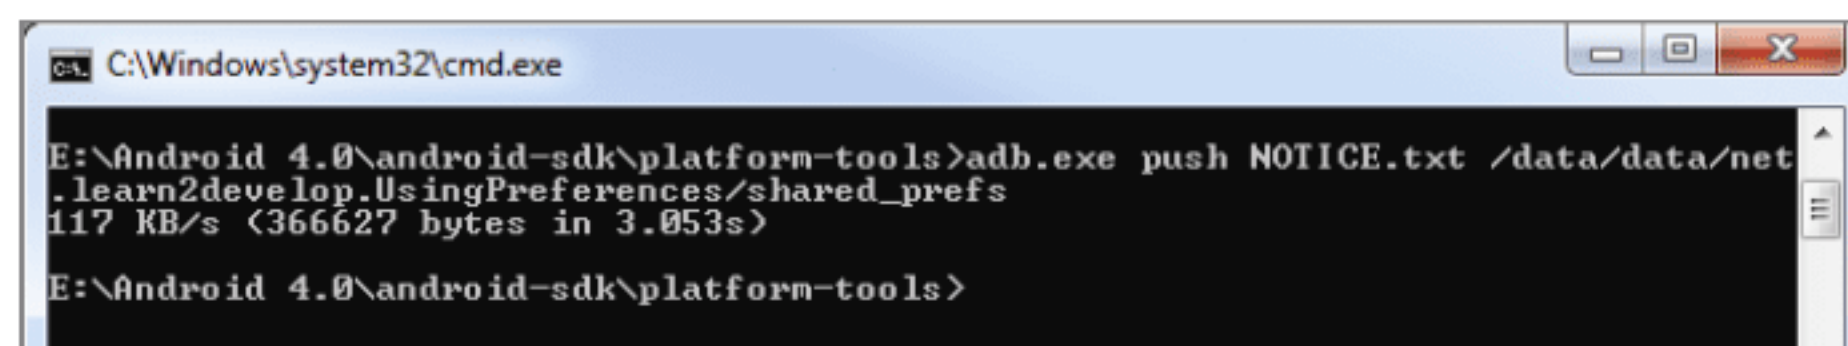 C:\Windows\system32\cmd.exe
E:\Android 4.0\android-sdk\platform-tools>adb.exe push NOTICE.txt /data/data/net
.learn2develop.UsingPreferences/shared_prefs
117 KB/s (366627 bytes in 3.053s)
E:\Android 4.0\android-sdk\platform-tools>